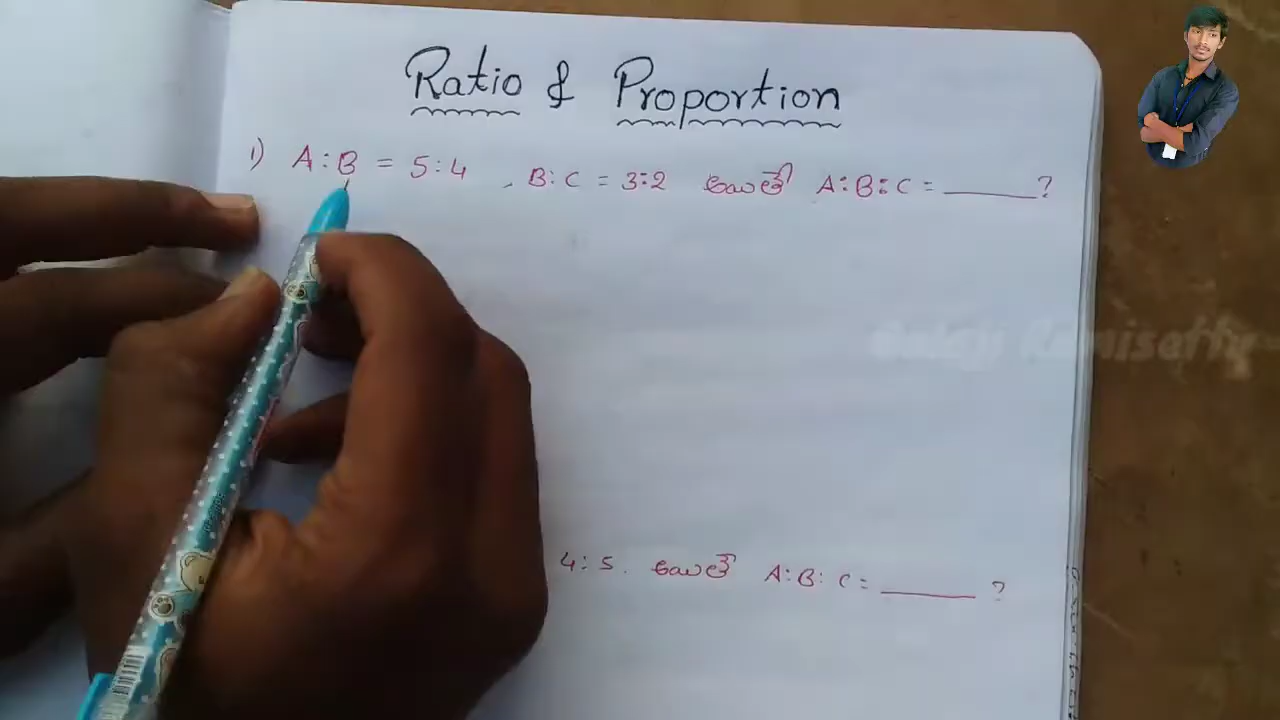 Ratio & Proportion
1) A:B = 5:4 , B:C = 3:2 అయితే A:B:C = ______?
4:5. అయితే A:B:C = ______ ?